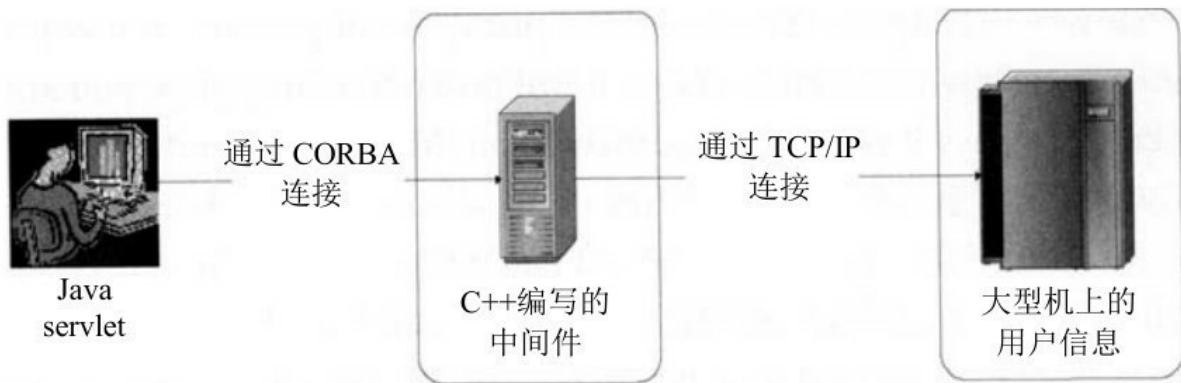 通过 CORBA
连接
通过 TCP/IP
连接
Java
servlet
C++编写的
中间件
大型机上的
用户信息